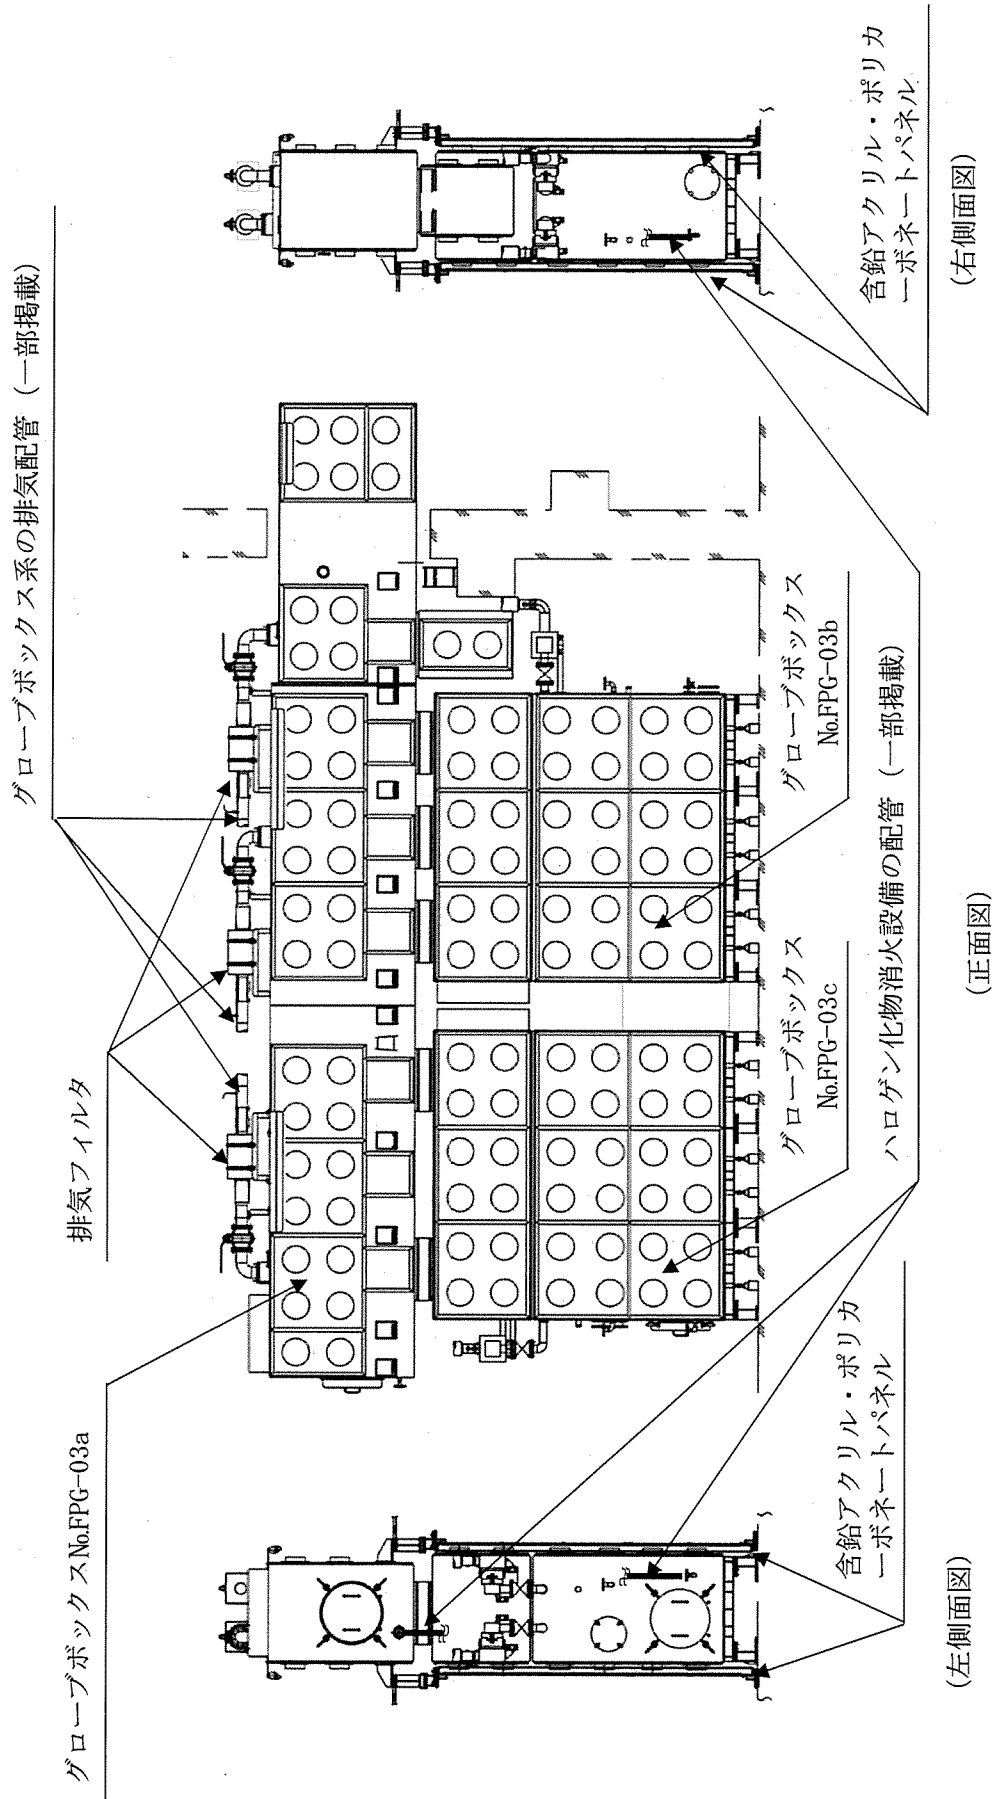 グローブボックスNo.FPG-03a
排気フィルタ
グローブボックス系の排気配管 (一部掲載)
含鉛アクリル・ポリカ
ーボネートパネル
(左側面図)
グローブボックス
No.FPG-03c
グローブボックス
No.FPG-03b
ハロゲン化物消火設備の配管 (一部掲載)
(正面図)
含鉛アクリル・ポリカ
ーボネートパネル
(右側面図)